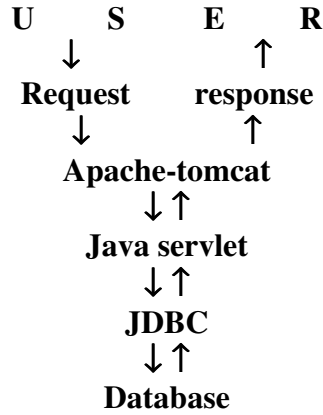 U S E R
↓ ↑
Request response
↓ ↑
Apache-tomcat
↓↑
Java servlet
↓↑
JDBC
↓↑
Database